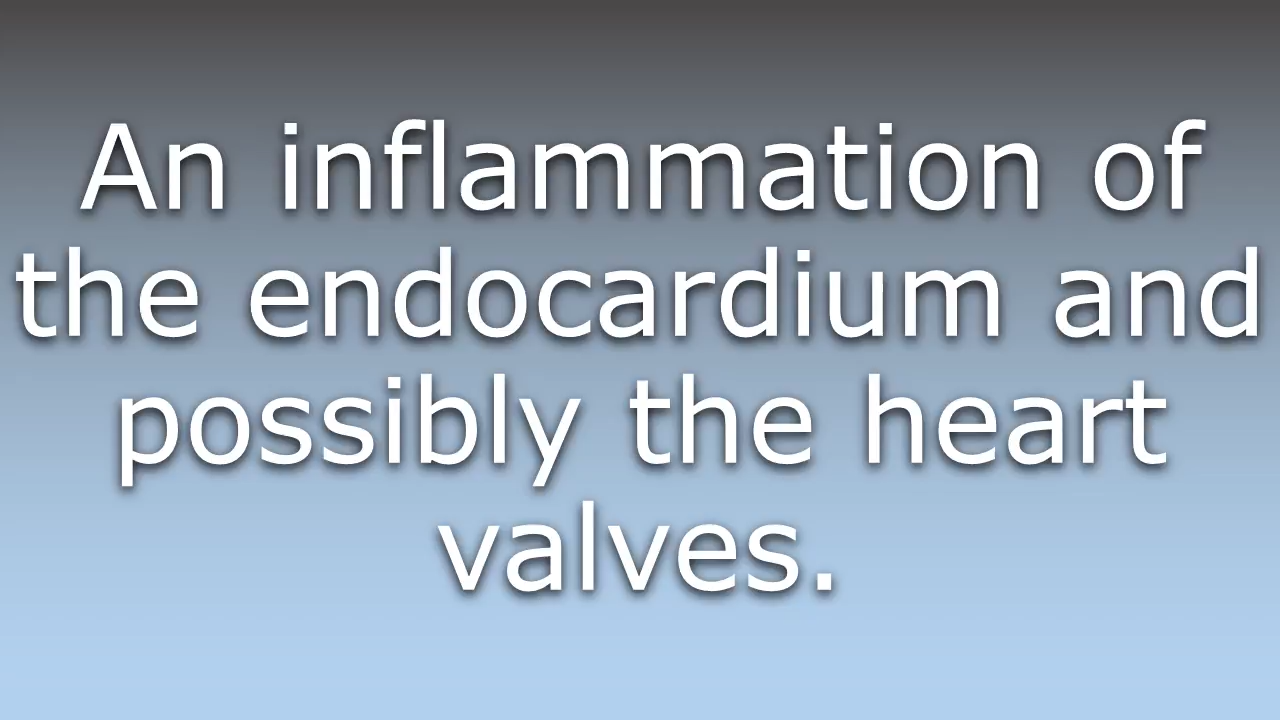 An inflammation of
the endocardium and
possibly the heart
valves.